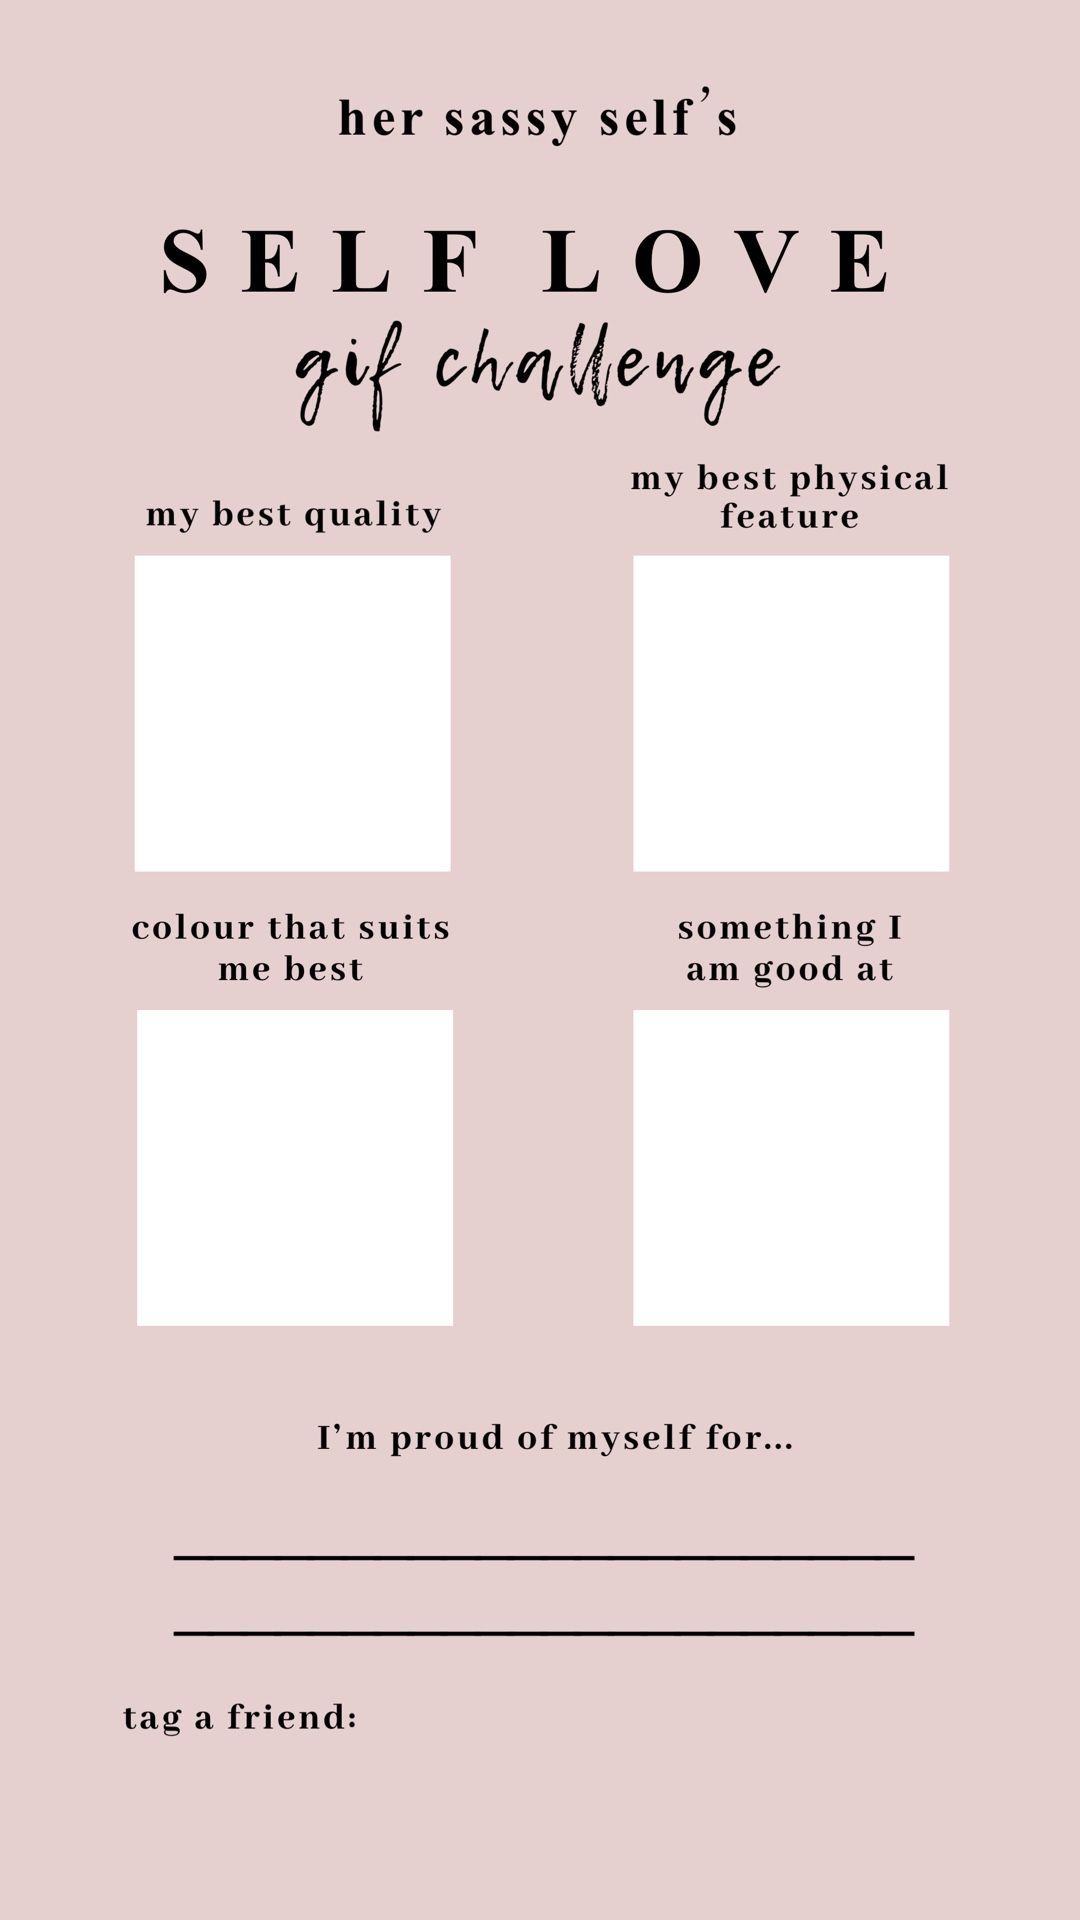 her sassy self's
SELF LOVE
gif challenge
my best quality
my best physical
feature
colour that suits
me best
something I
am good at
I'm proud of myself for...
tag a friend: